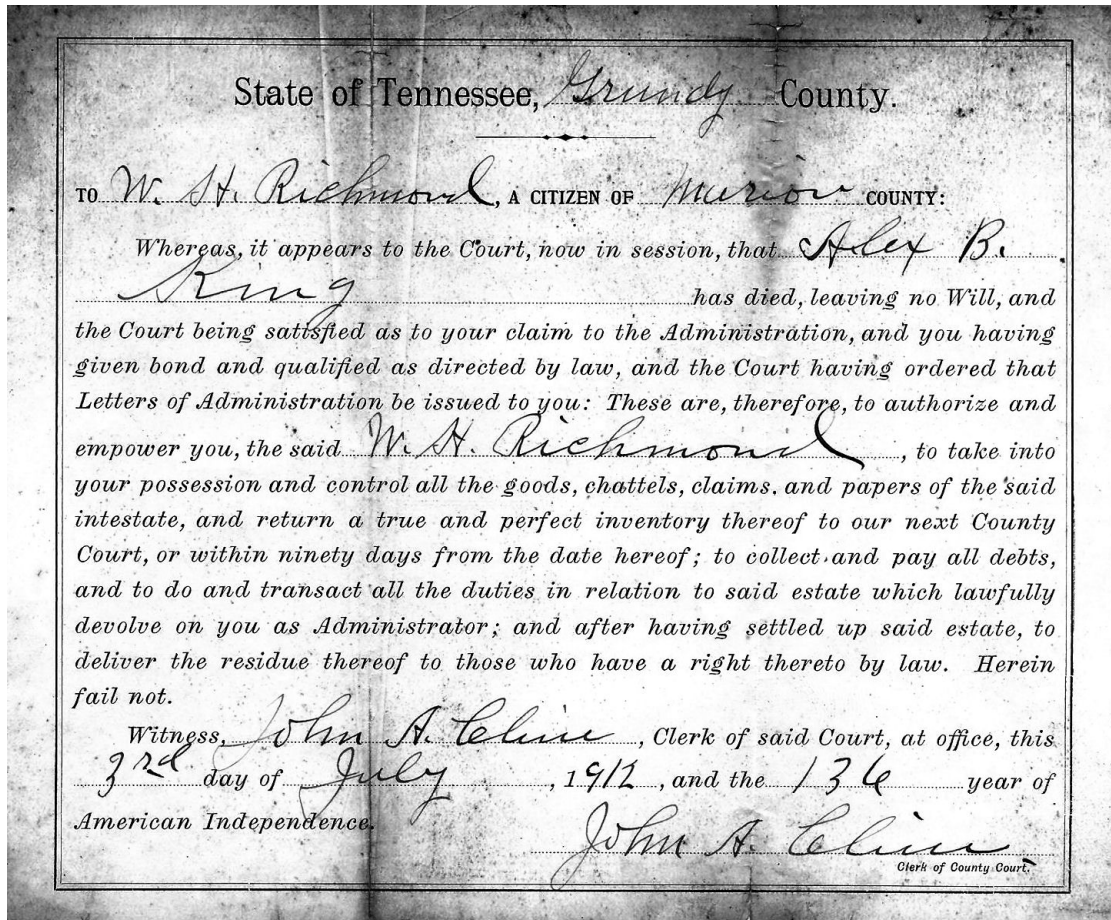 State of Tennessee, Grundy County.
TO W. H. Richmond, A CITIZEN OF Marion COUNTY:
Whereas, it appears to the Court, now in session, that Alex B.
King has died, leaving no Will, and
the Court being satisfied as to your claim to the Administration, and you having
given bond and qualified as directed by law, and the Court having ordered that
Letters of Administration be issued to you: These are, therefore, to authorize and
empower you, the said W. H. Richmond, to take into
your possession and control all the goods, chattels, claims, and papers of the said
intestate, and return a true and perfect inventory thereof to our next County
Court, or within ninety days from the date hereof; to collect and pay all debts,
and to do and transact all the duties in relation to said estate which lawfully
devolve on you as Administrator; and after having settled up said estate, to
deliver the residue thereof to those who have a right thereto by law. Herein
fail not.
Witness, John A. Cline, Clerk of said Court, at office, this
3rd day of July, 1912, and the 136 year of
American Independence.
John A. Cline
Clerk of County Court.